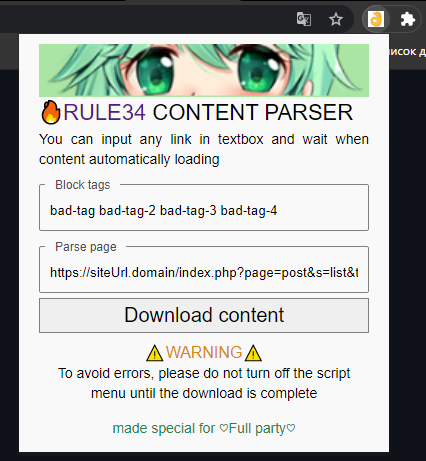 писок д
🔥RULE34 CONTENT PARSER
You can input any link in textbox and wait when
content automatically loading
Block tags
bad-tag bad-tag-2 bad-tag-3 bad-tag-4
Parse page
https://siteUrl.domain/index.php?page=post&s=list&t
Download content
⚠️WARNING⚠️
To avoid errors, please do not turn off the script
menu until the download is complete
made special for ♡Full party♡